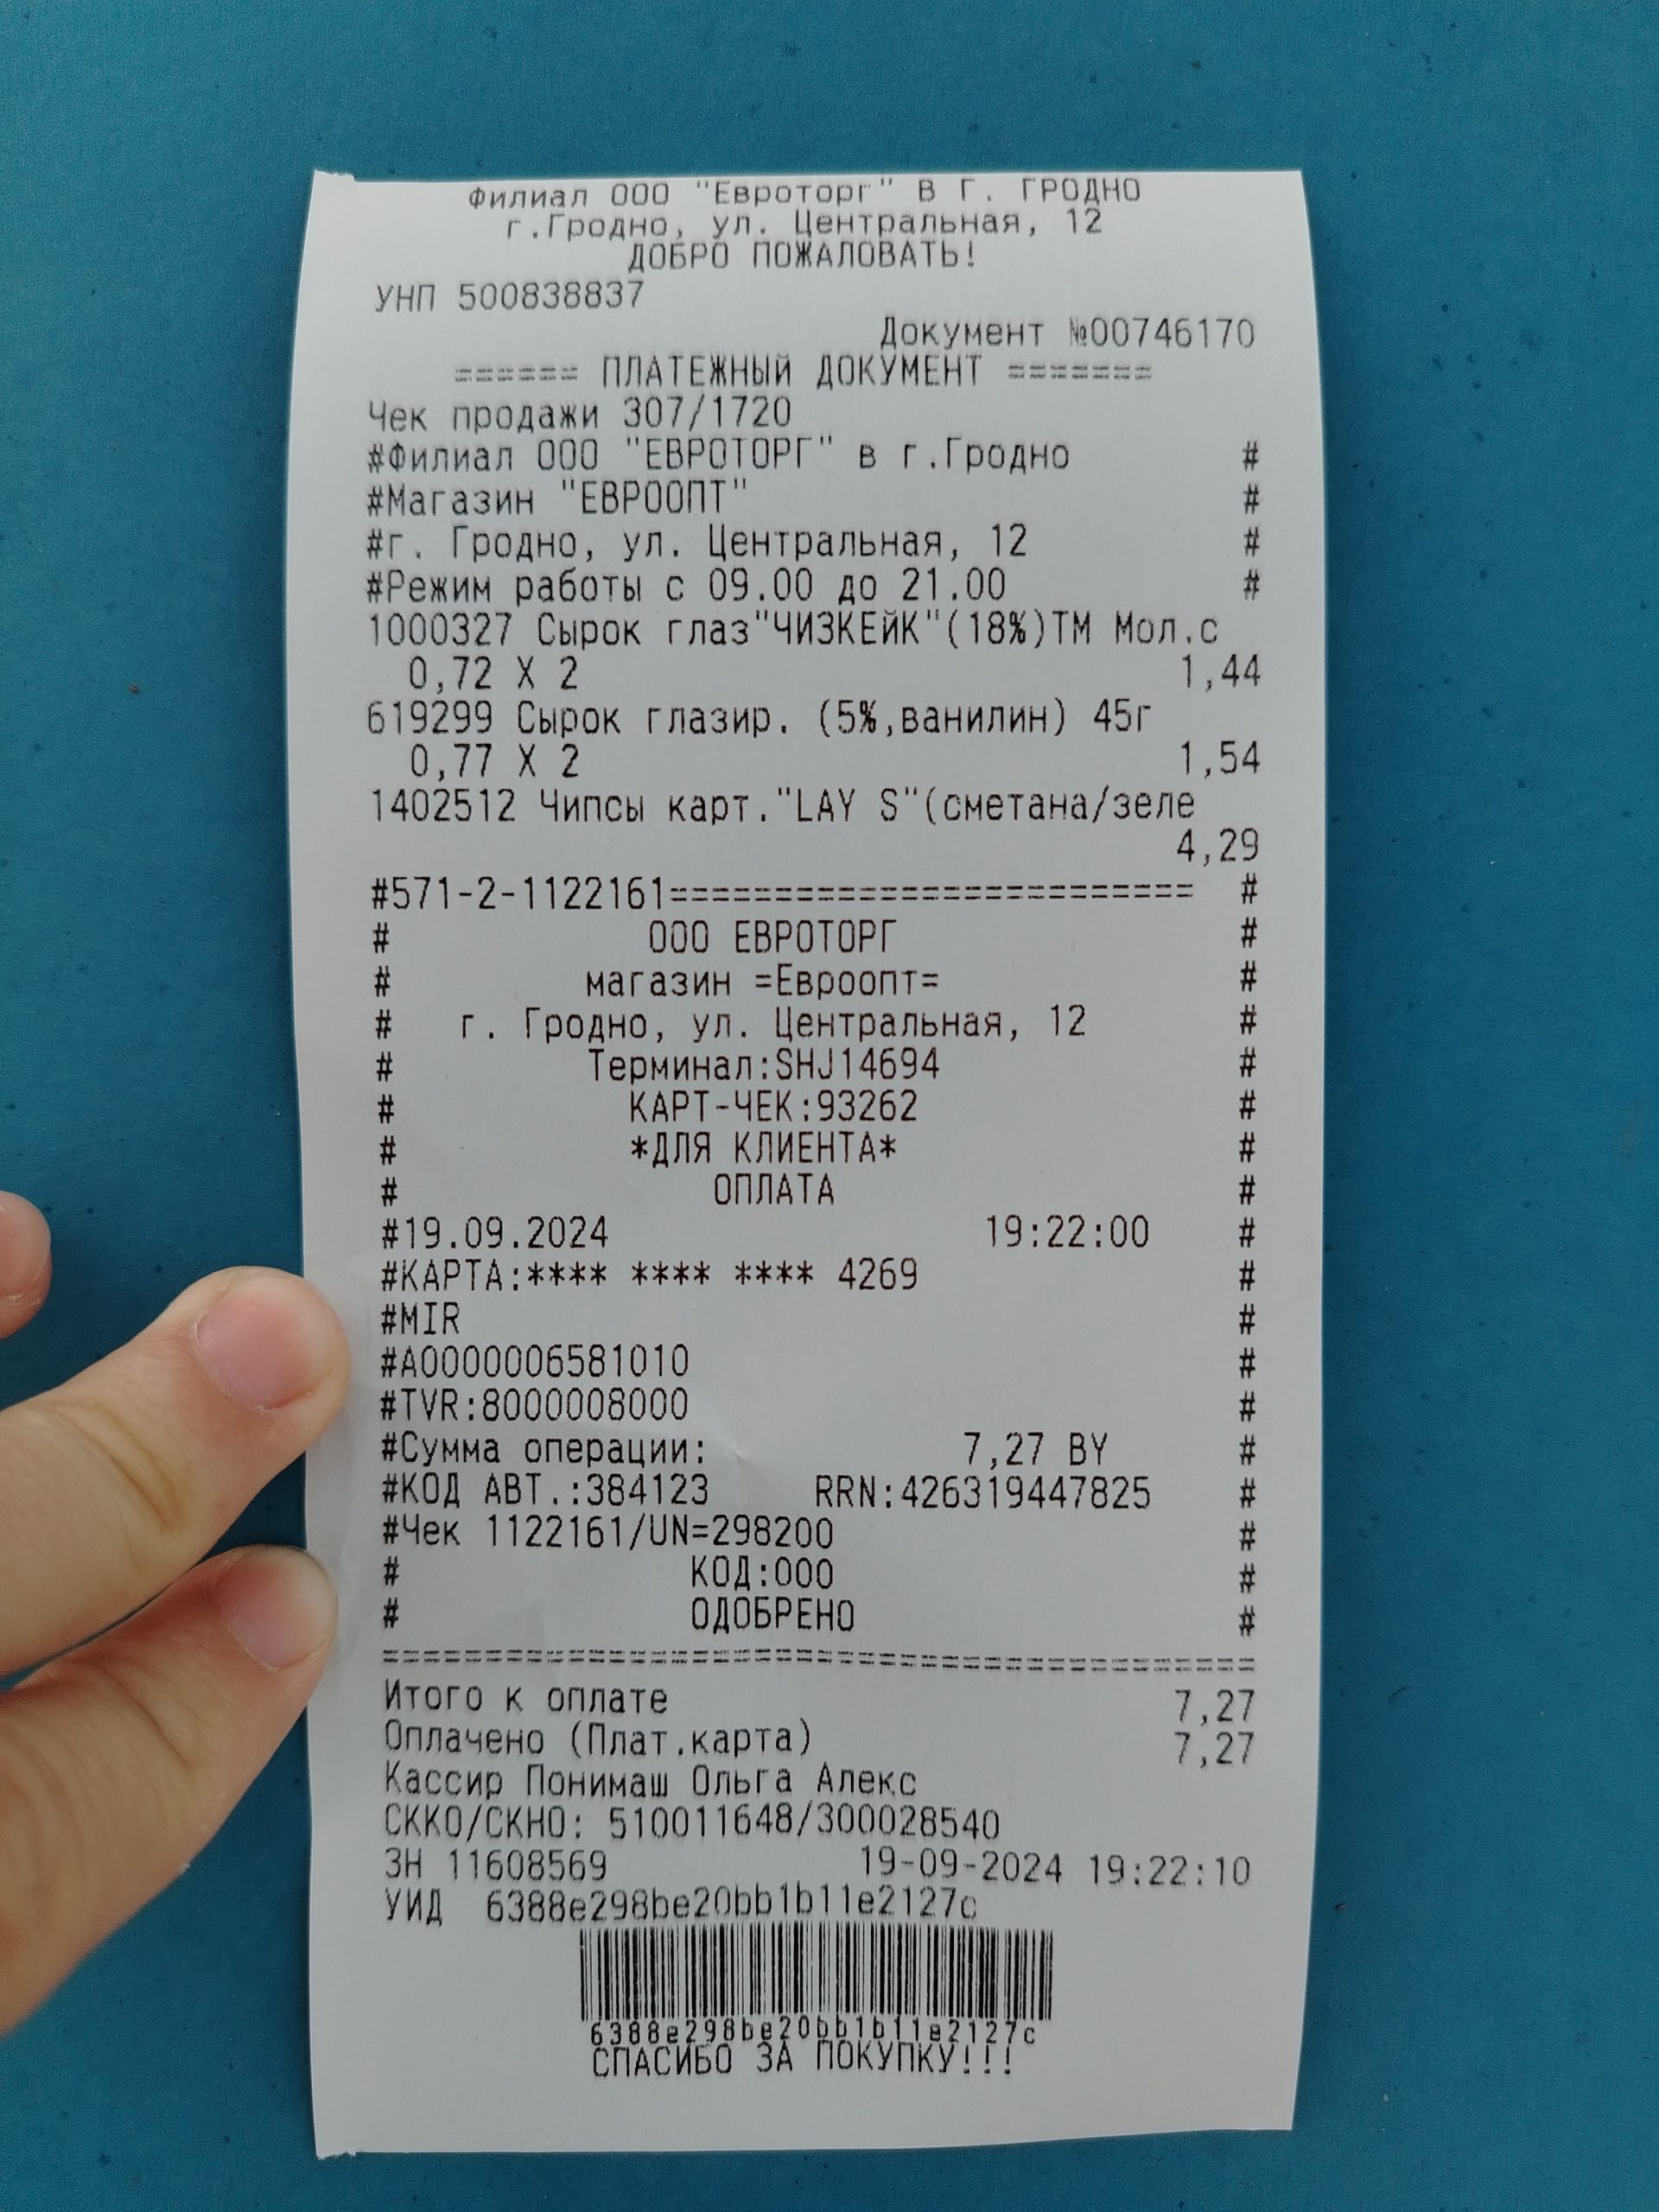 Филиал ООО "Евроторг" В Г. ГРОДНО
г.Гродно, ул. Центральная, 12
ДОБРО ПОЖАЛОВАТЬ!
УНП 500838837
Документ №00746170
====== ПЛАТЕЖНЫЙ ДОКУМЕНТ =======
Чек продажи 307/1720
#Филиал ООО "ЕВРОТОРГ" в г.Гродно #
#Магазин "ЕВРООПТ" #
#г. Гродно, ул. Центральная, 12 #
#Режим работы с 09.00 до 21.00 #
1000327 Сырок глаз"ЧИЗКЕЙК"(18%)ТМ Мол.с
0,72 X 2 1,44
619299 Сырок глазир. (5%,ванилин) 45г
0,77 X 2 1,54
1402512 Чипсы карт."LAY S"(сметана/зеле
4,29
#571-2-1122161========================= #
# ООО ЕВРОТОРГ #
# магазин =Евроопт= #
# г. Гродно, ул. Центральная, 12 #
# Терминал:SHJ14694 #
# КАРТ-ЧЕК:93262 #
# *ДЛЯ КЛИЕНТА* #
# ОПЛАТА #
#19.09.2024 19:22:00 #
#КАРТА:**** **** **** 4269 #
#MIR #
#A0000006581010 #
#TVR:8000008000 #
#Сумма операции: 7,27 BY #
#КОД АВТ.:384123 RRN:426319447825 #
#Чек 1122161/UN=298200 #
# КОД:000 #
# ОДОБРЕНО #
==========================================
Итого к оплате 7,27
Оплачено (Плат.карта) 7,27
Кассир Понимаш Ольга Алекс
СККО/СКНО: 510011648/300028540
ЗН 11608569 19-09-2024 19:22:10
УИД 6388e298be20bb1b11e2127c
6388e298be20bb1b11e2127c
СПАСИБО ЗА ПОКУПКУ!!!